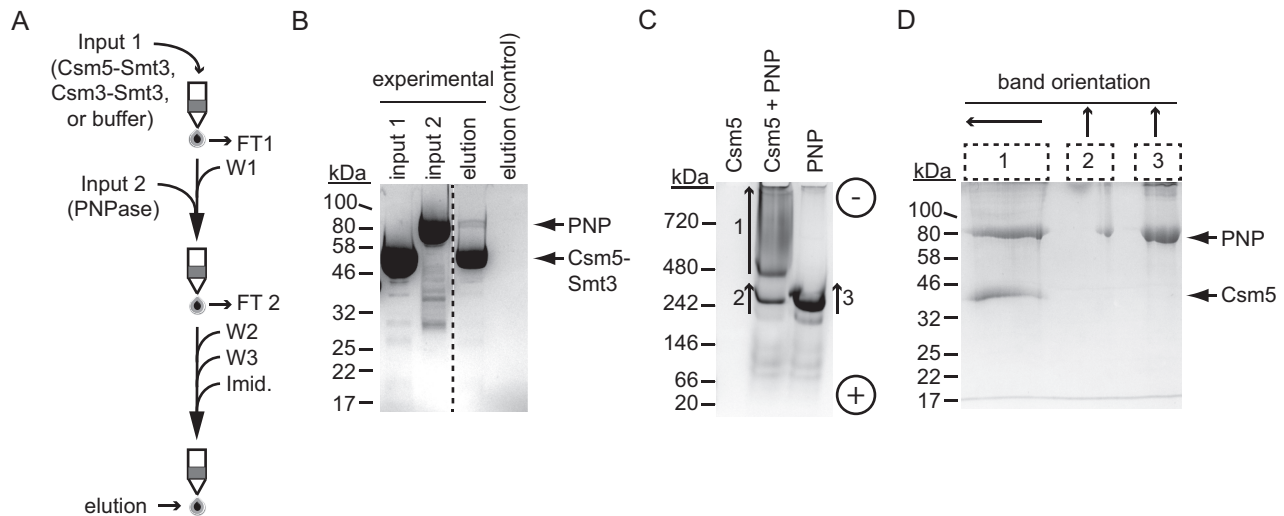 A
Input 1
(Csm5-Smt3,
Csm3-Smt3,
or buffer)
FT1
W1
Input 2
(PNPase)
FT 2
W2
W3
Imid.
elution
B
experimental
input 1
input 2
elution
elution (control)
kDa
100
80
58
46
32
25
22
17
PNP
Csm5-
Smt3
C
Csm5
Csm5 + PNP
PNP
kDa
720
480
242
146
66
20
1
2
3
-
+
D
band orientation
1
2
3
kDa
100
80
58
46
32
25
22
17
PNP
Csm5